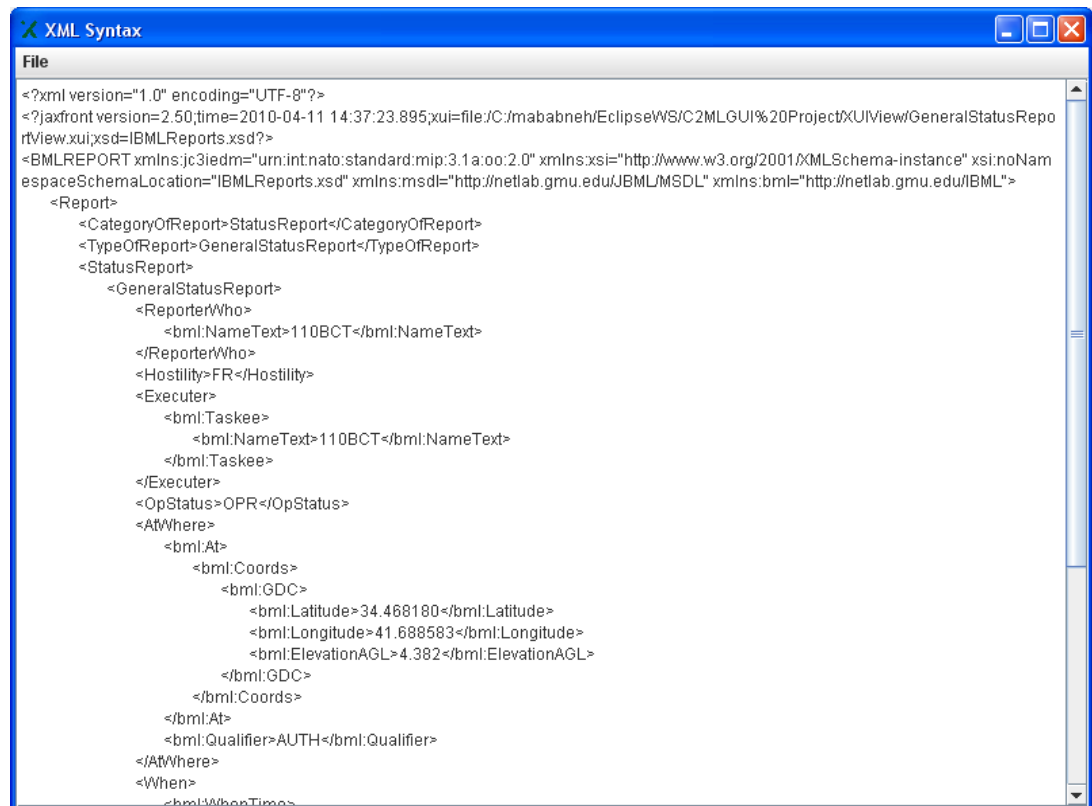 XML Syntax
File
<?xml version="1.0" encoding="UTF-8"?>
<?jaxfront version=2.50;time=2010-04-11 14:37:23.895;xui=file:/C:/mababneh/EclipseWS/C2MLGUI%20Project/XUIView/GeneralStatusRepo
rtView.xui;xsd=IBMLReports.xsd?>
<BMLREPORT xmlns:jc3iedm="urn:int:nato:standard:mip:3.1a:oo:2.0" xmlns:xsi="http://www.w3.org/2001/XMLSchema-instance" xsi:noNam
espaceSchemaLocation="IBMLReports.xsd" xmlns:msdl="http://netlab.gmu.edu/JBML/MSDL" xmlns:bml="http://netlab.gmu.edu/IBML">
<Report>
<CategoryOfReport>StatusReport</CategoryOfReport>
<TypeOfReport>GeneralStatusReport</TypeOfReport>
<StatusReport>
<GeneralStatusReport>
<ReporterWho>
<bml:NameText>110BCT</bml:NameText>
</ReporterWho>
<Hostility>FR</Hostility>
<Executer>
<bml:Taskee>
<bml:NameText>110BCT</bml:NameText>
</bml:Taskee>
</Executer>
<OpStatus>OPR</OpStatus>
<AtWhere>
<bml:At>
<bml:Coords>
<bml:GDC>
<bml:Latitude>34.468180</bml:Latitude>
<bml:Longitude>41.688583</bml:Longitude>
<bml:ElevationAGL>4.382</bml:ElevationAGL>
</bml:GDC>
</bml:Coords>
</bml:At>
<bml:Qualifier>AUTH</bml:Qualifier>
</AtWhere>
<When>
<bml:WhenTime>